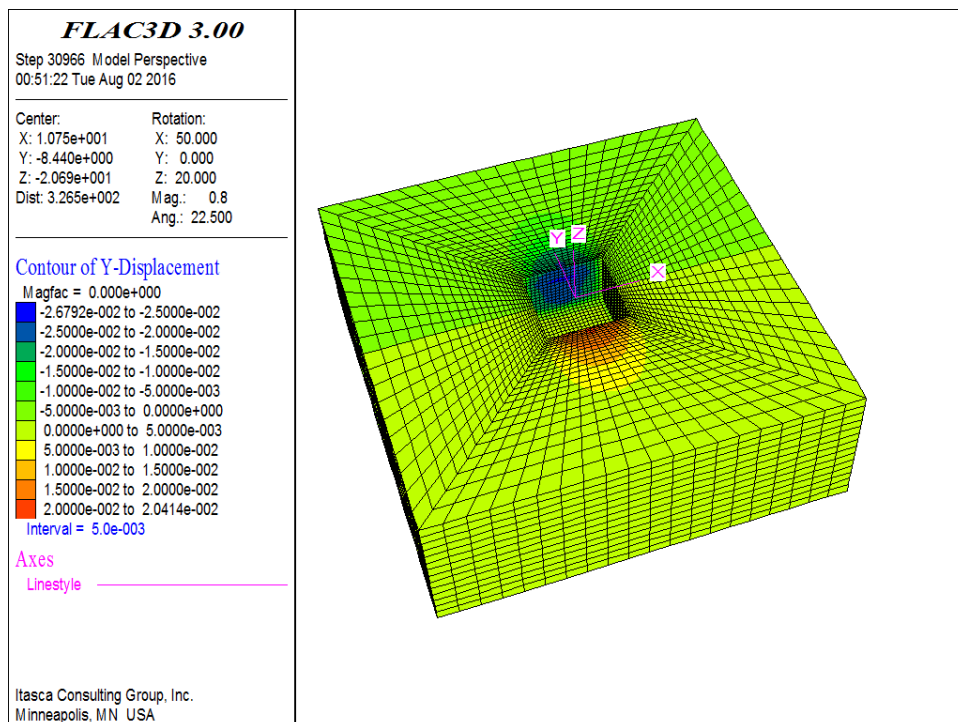 FLAC3D 3.00
Step 30966 Model Perspective
00:51:22 Tue Aug 02 2016
Center: Rotation:
X: 1.075e+001 X: 50.000
Y: -8.440e+000 Y: 0.000
Z: -2.069e+001 Z: 20.000
Dist: 3.265e+002 Mag.: 0.8
Ang.: 22.500
Contour of Y-Displacement
Magfac = 0.000e+000
-2.6792e-002 to -2.5000e-002
-2.5000e-002 to -2.0000e-002
-2.0000e-002 to -1.5000e-002
-1.5000e-002 to -1.0000e-002
-1.0000e-002 to -5.0000e-003
-5.0000e-003 to 0.0000e+000
0.0000e+000 to 5.0000e-003
5.0000e-003 to 1.0000e-002
1.0000e-002 to 1.5000e-002
1.5000e-002 to 2.0000e-002
2.0000e-002 to 2.0414e-002
Interval = 5.0e-003
Axes
Linestyle
Itasca Consulting Group, Inc.
Minneapolis, MN USA
Y Z
X